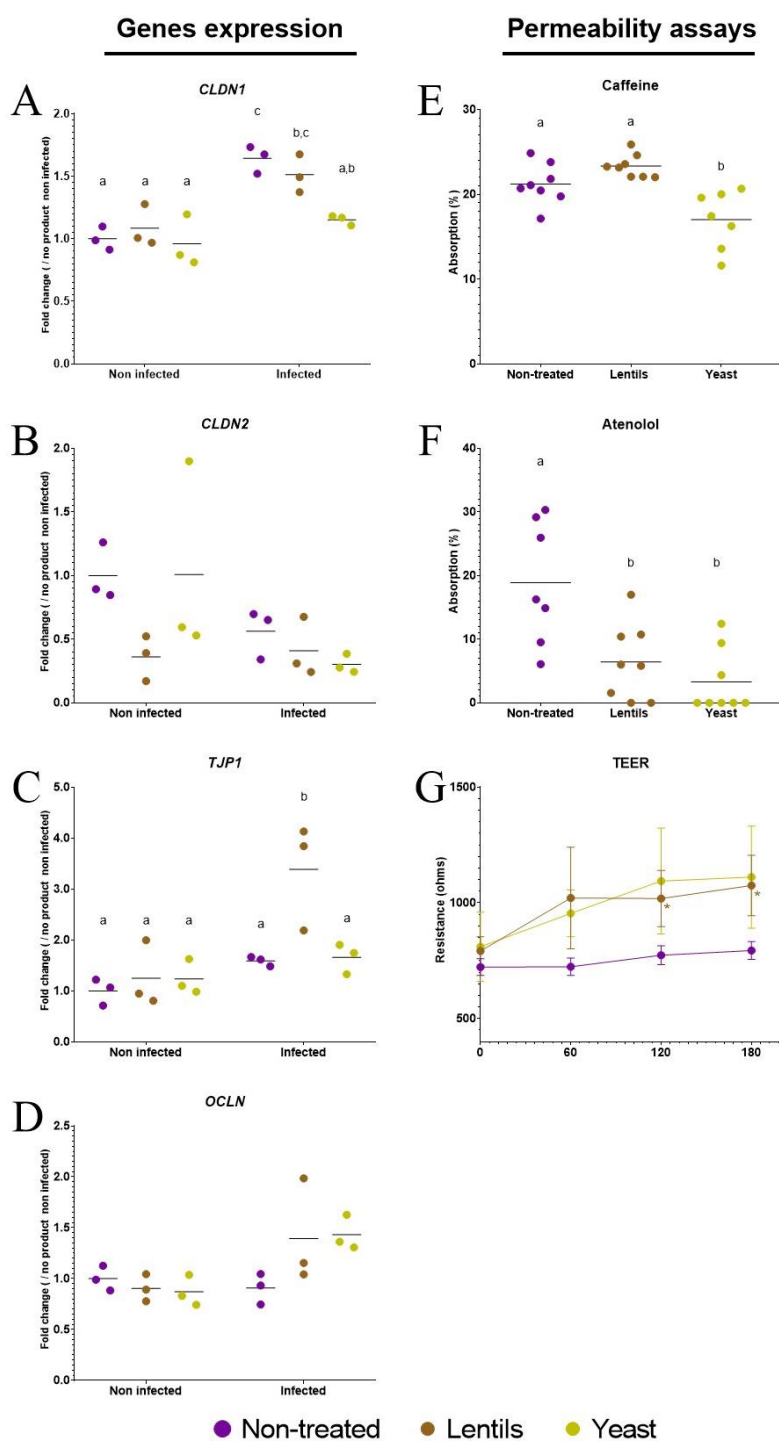 Genes expression
Permeability assays
A
CLDN1
Fold change ( / no product non infected)
2.0
1.5
1.0
0.5
0.0
a
a
a
c
b,c
a,b
Non infected
Infected
B
CLDN2
Fold change ( / no product non infected)
2.0
1.5
1.0
0.5
0.0
Non infected
Infected
C
TJP1
Fold change ( / no product non infected)
5.0
4.0
3.0
2.0
1.0
0.0
a
a
a
a
b
a
Non infected
Infected
D
OCLN
Fold change ( / no product non infected)
2.5
2.0
1.5
1.0
0.5
0.0
Non infected
Infected
E
Caffeine
Absorption (%)
30
20
10
0
a
a
b
Non-treated
Lentils
Yeast
F
Atenolol
Absorption (%)
40
30
20
10
0
a
b
b
Non-treated
Lentils
Yeast
G
TEER
Resistance (ohms)
1500
1000
500
*
*
0
60
120
180
Non-treated
Lentils
Yeast